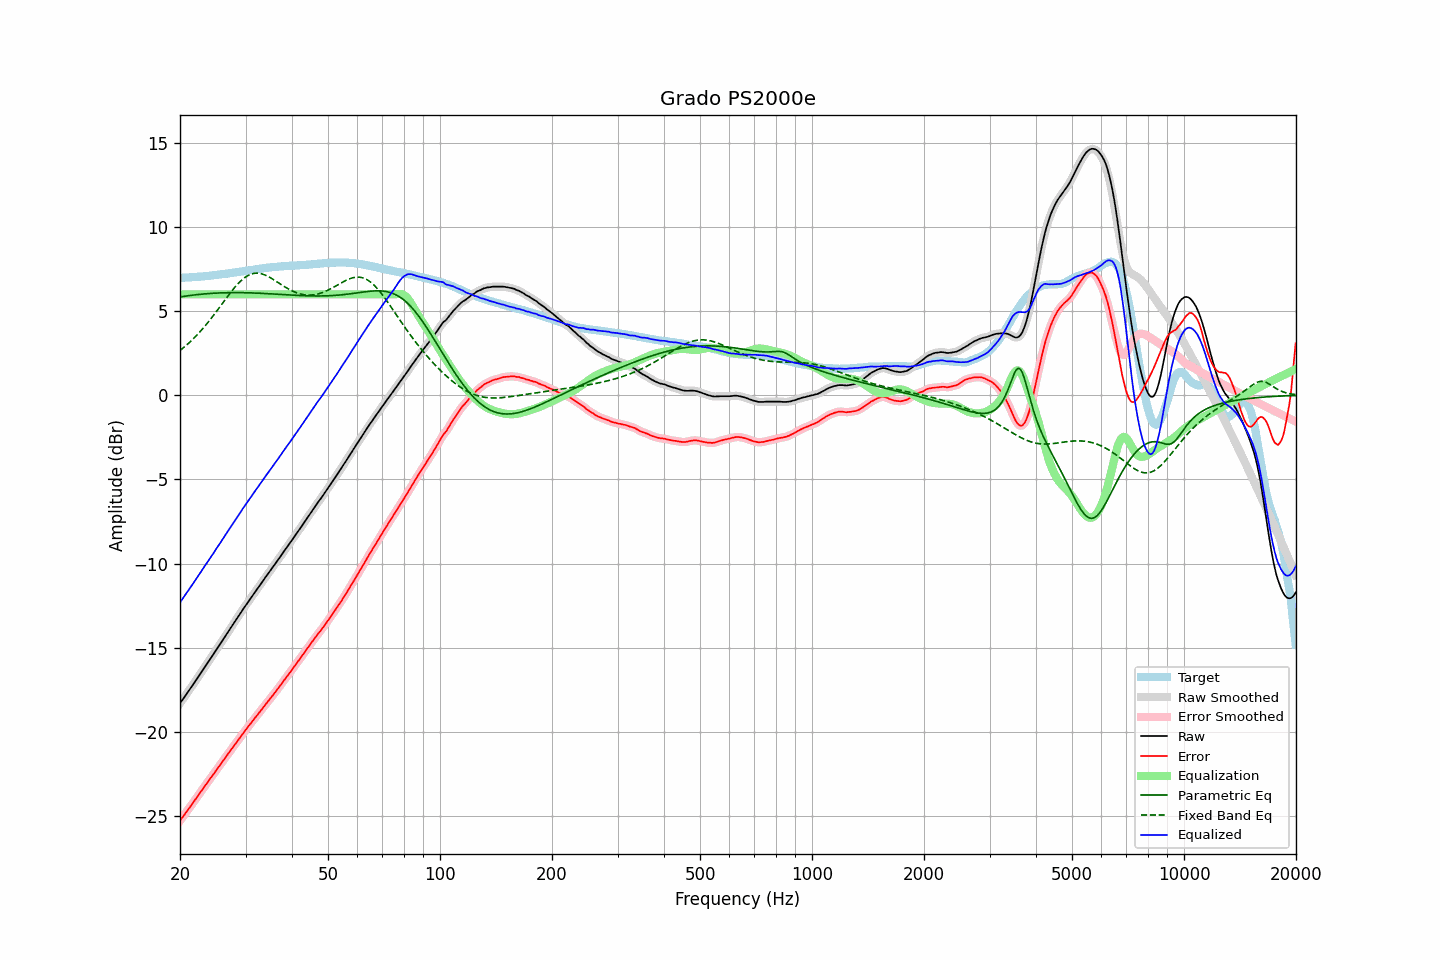 Grado PS2000e
15
10
5
0
−5
−10
−15
−20
−25
Amplitude (dBr)
20
50
100
200
500
1000
2000
5000
10000
20000
Frequency (Hz)
Target
Raw Smoothed
Error Smoothed
Raw
Error
Equalization
Parametric Eq
Fixed Band Eq
Equalized